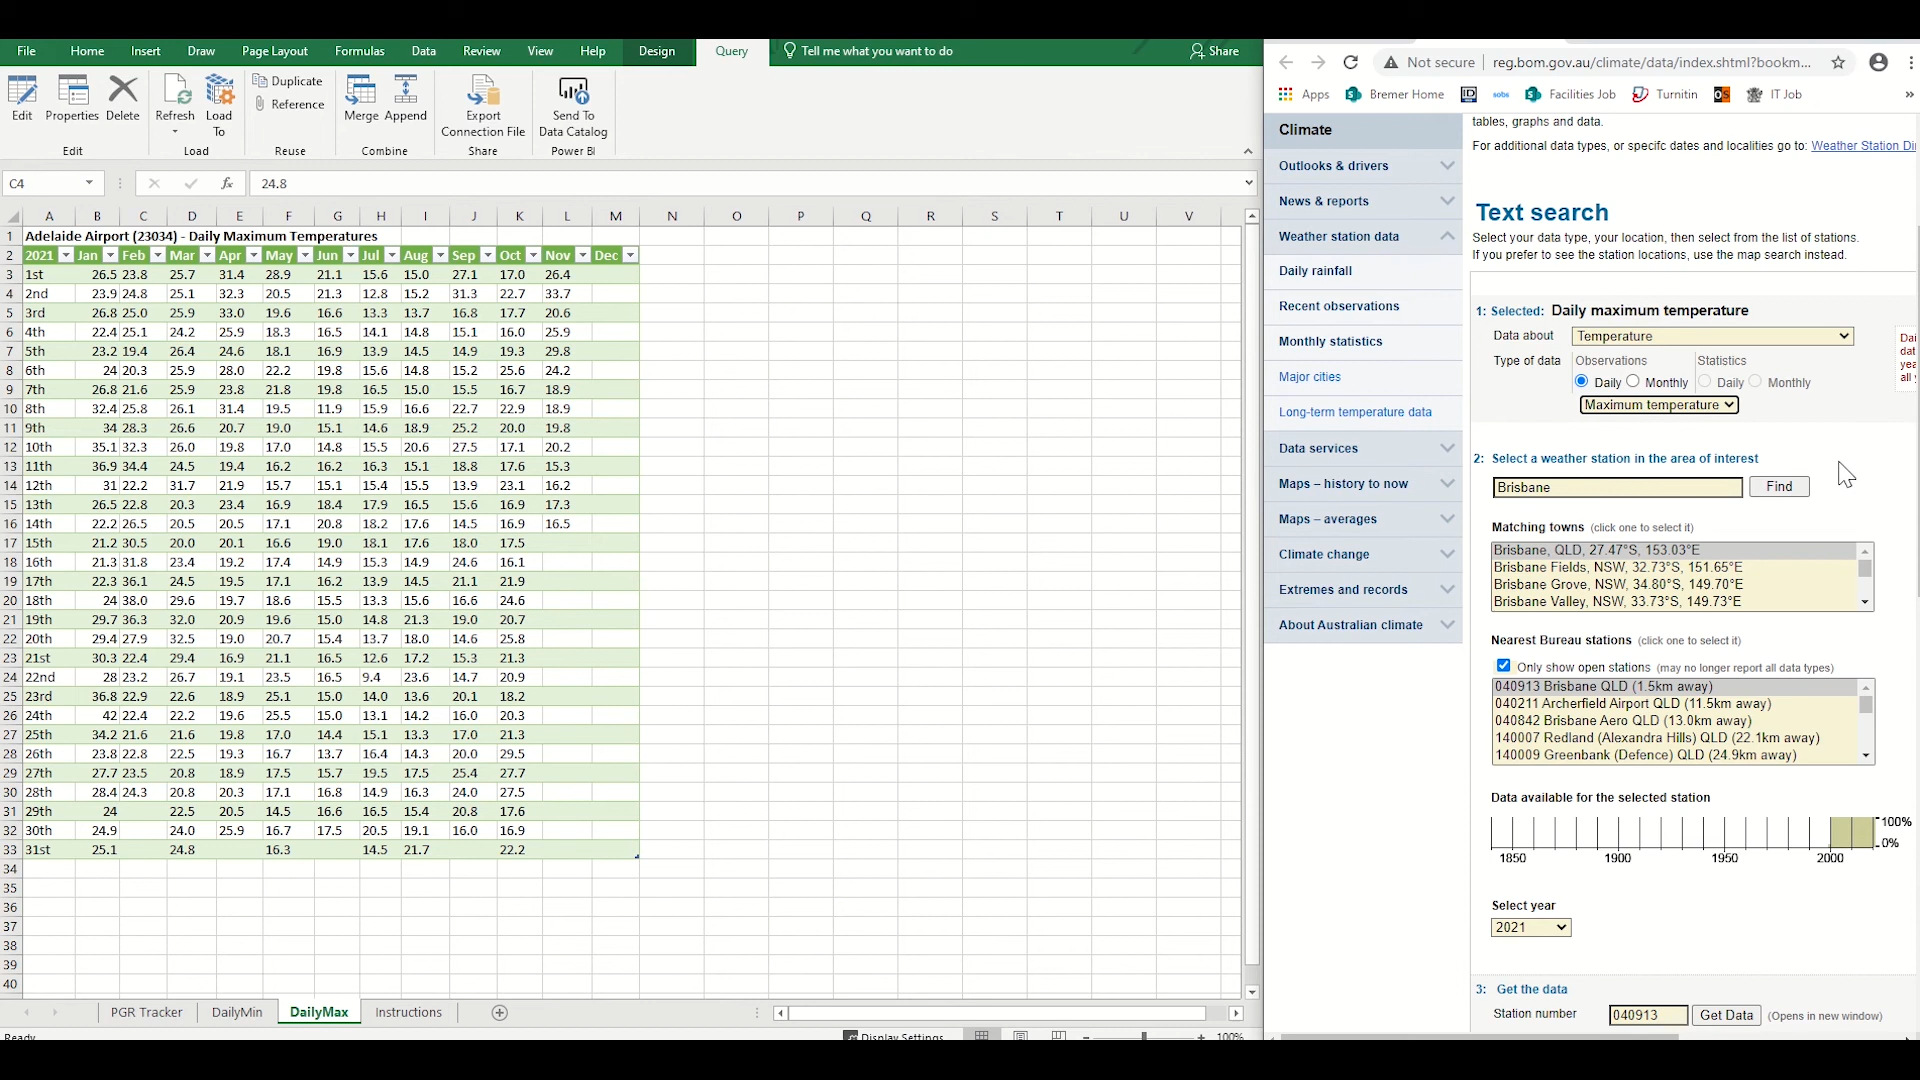 File Home Insert Draw Page Layout Formulas Data Review View Help Design Query Tell me what you want to do Share
Edit Properties Delete Refresh Load To Duplicate Reference Merge Append Export Connection File Send To Data Catalog
Edit Load Reuse Combine Share Power BI
C4 fx 24.8
A B C D E F G H I J K L M N O P Q R S T U V
1 Adelaide Airport (23034) - Daily Maximum Temperatures
2 2021 Jan Feb Mar Apr May Jun Jul Aug Sep Oct Nov Dec
3 1st 26.5 23.8 25.7 31.4 28.9 21.1 15.6 15.0 27.1 17.0 26.4
4 2nd 23.9 24.8 25.1 32.3 20.5 21.3 12.8 15.2 31.3 22.7 33.7
5 3rd 26.8 25.0 25.9 33.0 19.6 16.6 13.3 13.7 16.8 17.7 20.6
6 4th 22.4 25.1 24.2 25.9 18.3 16.5 14.1 14.8 15.1 16.0 25.9
7 5th 23.2 19.4 26.4 24.6 18.1 16.9 13.9 14.5 14.9 19.3 29.8
8 6th 24 20.3 25.9 28.0 22.2 19.8 15.6 14.8 15.2 25.6 24.2
9 7th 26.8 21.6 25.9 23.8 21.8 19.8 16.5 15.0 15.5 16.7 18.9
10 8th 32.4 25.8 26.1 31.4 19.5 11.9 15.9 16.6 22.7 22.9 18.9
11 9th 34 28.3 26.6 20.7 19.0 15.1 14.6 18.9 25.2 20.0 19.8
12 10th 35.1 32.3 26.0 19.8 17.0 14.8 15.5 20.6 27.5 17.1 20.2
13 11th 36.9 34.4 24.5 19.4 16.2 16.2 16.3 15.1 18.8 17.6 15.3
14 12th 31 22.2 31.7 21.9 15.7 15.1 15.4 15.5 13.9 23.1 16.2
15 13th 26.5 22.8 20.3 23.4 16.9 18.4 17.9 16.5 15.6 16.9 17.3
16 14th 22.2 26.5 20.5 20.5 17.1 20.8 18.2 17.6 14.5 16.9 16.5
17 15th 21.2 30.5 20.0 20.1 16.6 19.0 18.1 17.6 18.0 17.5
18 16th 21.3 31.8 23.4 19.2 17.4 14.9 15.3 14.9 24.6 16.1
19 17th 22.3 36.1 24.5 19.5 17.1 16.2 13.9 14.5 21.1 21.9
20 18th 24 38.0 29.6 19.7 18.6 15.5 13.3 15.6 16.6 24.6
21 19th 29.7 36.3 32.0 20.9 19.6 15.0 14.8 21.3 19.0 20.7
22 20th 29.4 27.9 32.5 19.0 20.7 15.4 13.7 18.0 14.6 25.8
23 21st 30.3 22.4 29.4 16.9 21.1 16.5 12.6 17.2 15.3 21.3
24 22nd 28 23.2 26.7 19.1 23.5 16.5 9.4 23.6 14.7 20.9
25 23rd 36.8 22.9 22.6 18.9 25.1 15.0 14.0 13.6 20.1 18.2
26 24th 42 22.4 22.2 19.6 25.5 15.0 13.1 14.2 16.0 20.3
27 25th 34.2 21.6 21.6 19.8 17.0 14.4 15.1 13.3 17.0 21.3
28 26th 23.8 22.8 22.5 19.3 16.7 13.7 16.4 14.3 20.0 29.5
29 27th 27.7 23.5 20.8 18.9 17.5 15.7 19.5 17.5 25.4 27.7
30 28th 28.4 24.3 20.8 20.3 17.1 16.8 14.9 16.3 24.0 27.5
31 29th 24 22.5 20.5 14.5 16.6 16.5 15.4 20.8 17.6
32 30th 24.9 24.0 25.9 16.7 17.5 20.5 19.1 16.0 16.9
33 31st 25.1 24.8 16.3 14.5 21.7 22.2
34
35
36
37
38
39
40
PGR Tracker DailyMin DailyMax Instructions
Ready Display Settings 100%
Not secure reg.bom.gov.au/climate/data/index.shtml?bookm...
Apps Bremer Home ID sobs Facilities Job Turnitin OS IT Job »
Climate
Outlooks & drivers
News & reports
Weather station data
Daily rainfall
Recent observations
Monthly statistics
Major cities
Long-term temperature data
Data services
Maps – history to now
Maps – averages
Climate change
Extremes and records
About Australian climate
tables, graphs and data.
For additional data types, or specifc dates and localities go to: Weather Station Di
Text search
Select your data type, your location, then select from the list of stations.
If you prefer to see the station locations, use the map search instead.
1: Selected: Daily maximum temperature
Data about Temperature
Type of data Observations Statistics
Daily Monthly Daily Monthly
Maximum temperature
Dai
dat
yea
all
2: Select a weather station in the area of interest
Brisbane Find
Matching towns (click one to select it)
Brisbane, QLD, 27.47°S, 153.03°E
Brisbane Fields, NSW, 32.73°S, 151.65°E
Brisbane Grove, NSW, 34.80°S, 149.70°E
Brisbane Valley, NSW, 33.73°S, 149.73°E
Nearest Bureau stations (click one to select it)
Only show open stations (may no longer report all data types)
040913 Brisbane QLD (1.5km away)
040211 Archerfield Airport QLD (11.5km away)
040842 Brisbane Aero QLD (13.0km away)
140007 Redland (Alexandra Hills) QLD (22.1km away)
140009 Greenbank (Defence) QLD (24.9km away)
Data available for the selected station
100%
0%
1850 1900 1950 2000
Select year
2021
3: Get the data
Station number 040913 Get Data (Opens in new window)